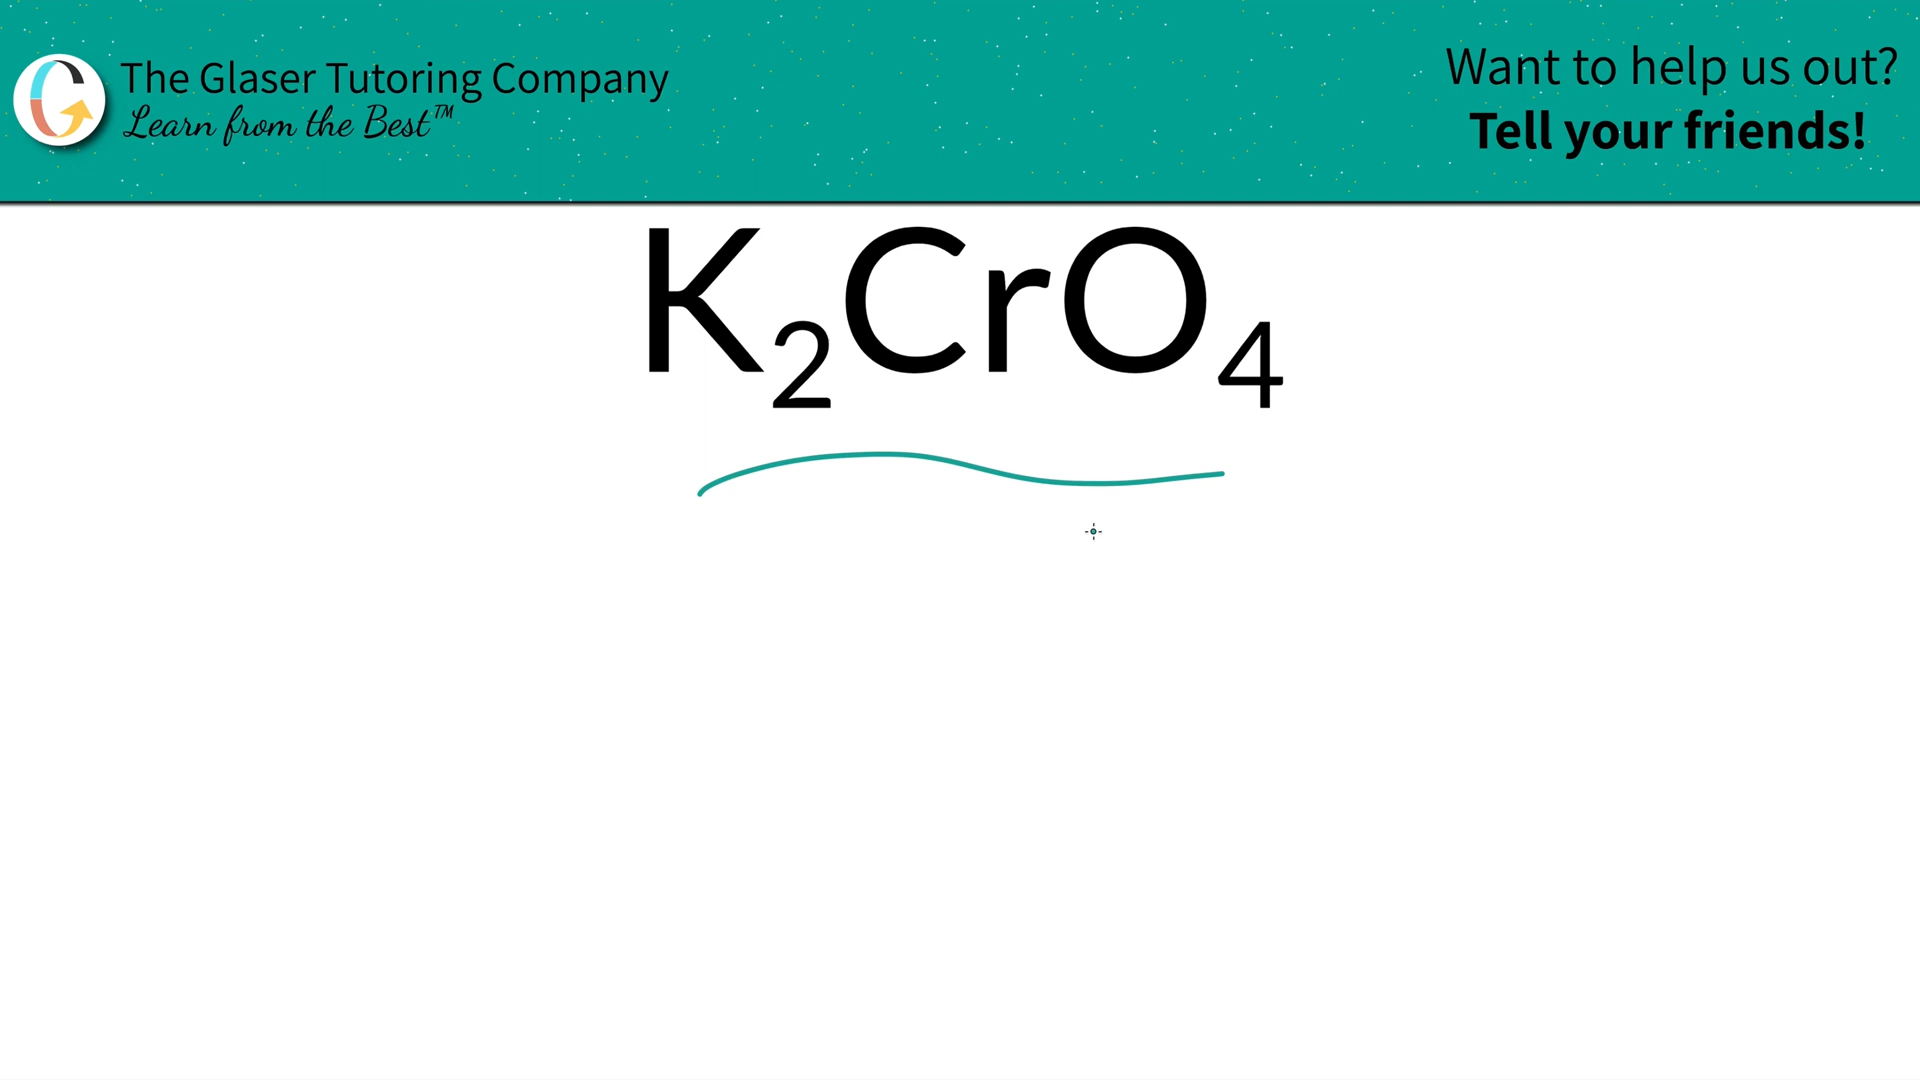 The Glaser Tutoring Company
Learn from the Best™
Want to help us out?
Tell your friends!
K₂CrO₄